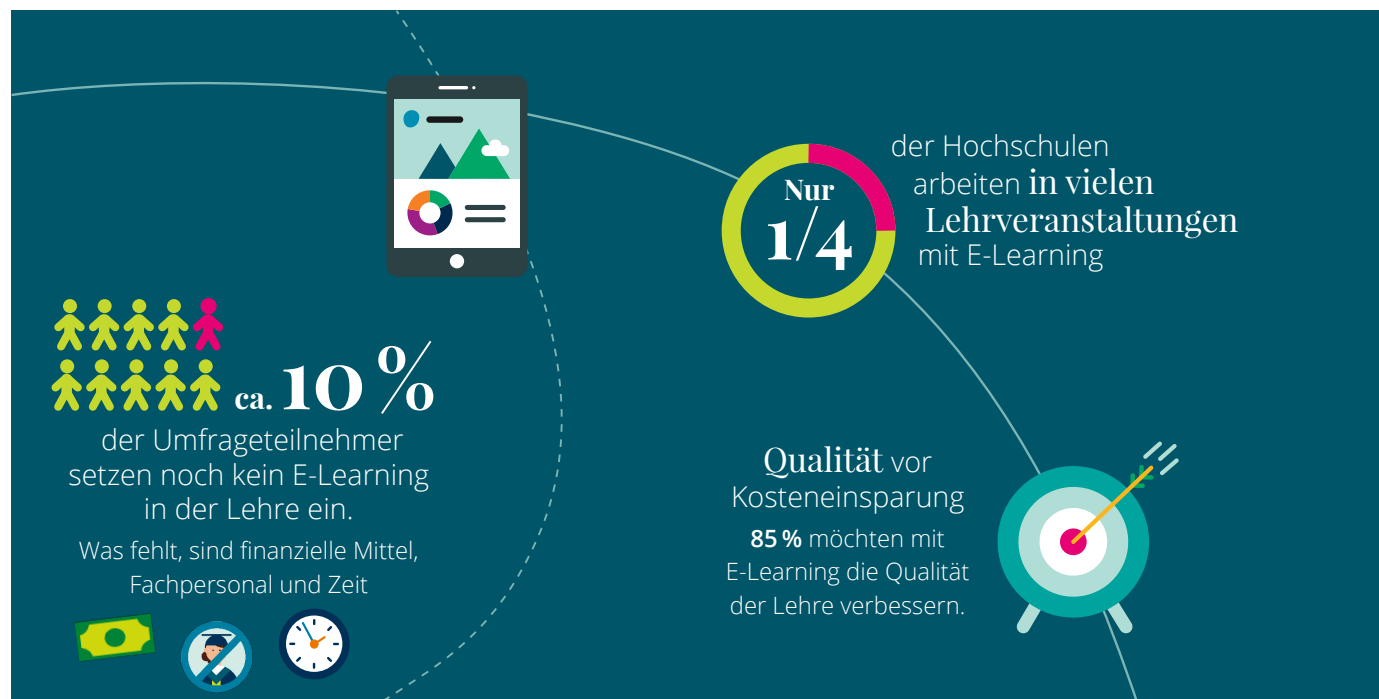 Nur
1/4
der Hochschulen
arbeiten in vielen
Lehrveranstaltungen
mit E-Learning
ca. 10 %
der Umfrageteilnehmer
setzen noch kein E-Learning
in der Lehre ein.
Was fehlt, sind finanzielle Mittel,
Fachpersonal und Zeit
Qualität vor
Kosteneinsparung
85 % möchten mit
E-Learning die Qualität
der Lehre verbessern.